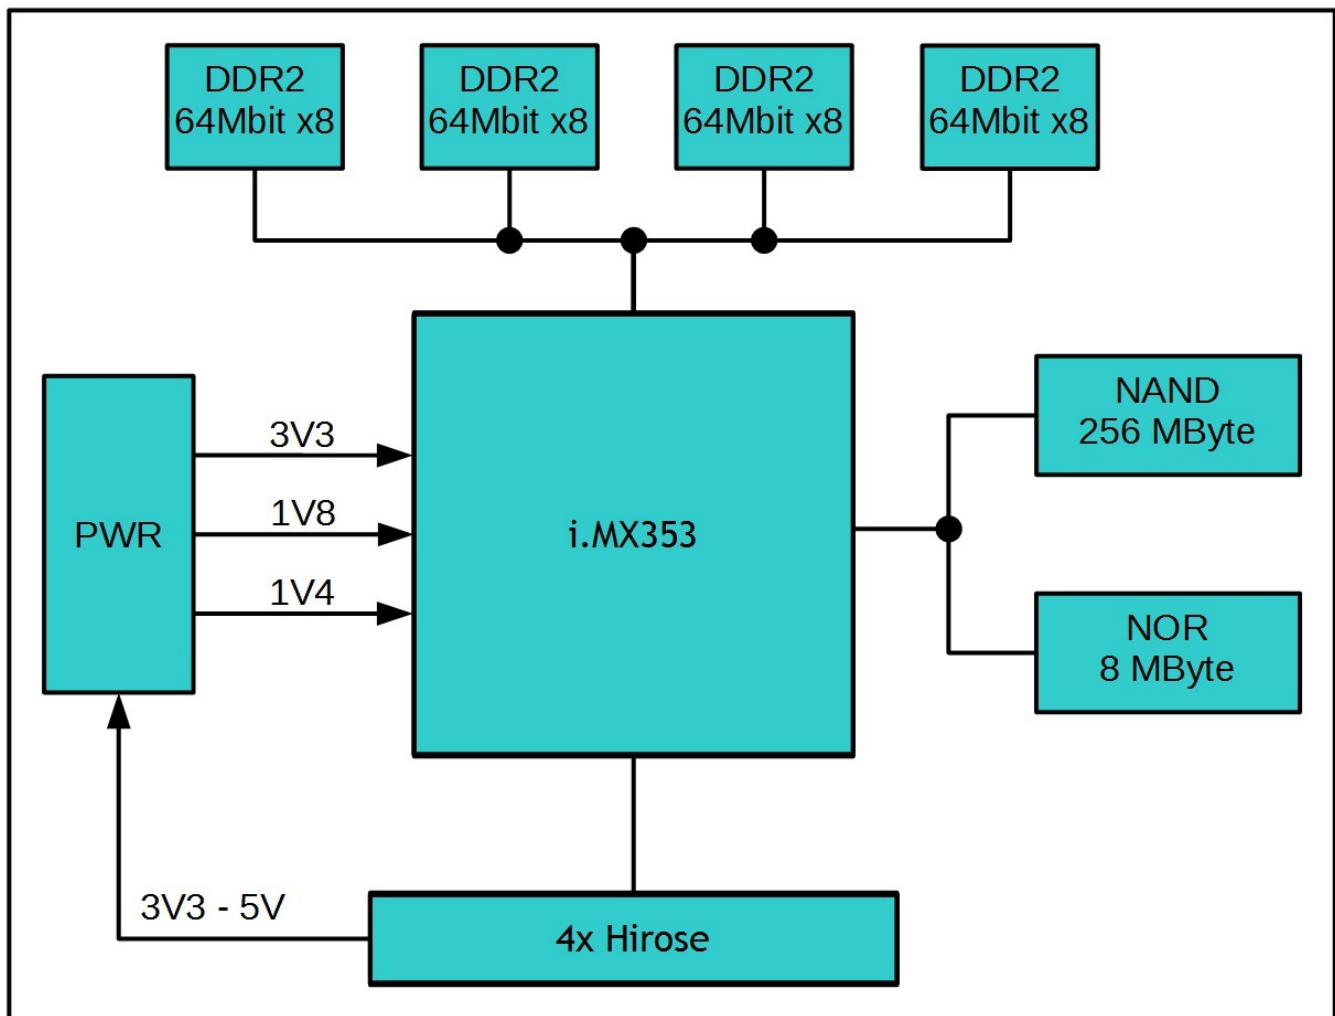 DDR2
64Mbit x8
DDR2
64Mbit x8
DDR2
64Mbit x8
DDR2
64Mbit x8
NAND
256 MByte
3V3
1V8
PWR
i.MX353
1V4
NOR
8 MByte
3V3 - 5V
4x Hirose